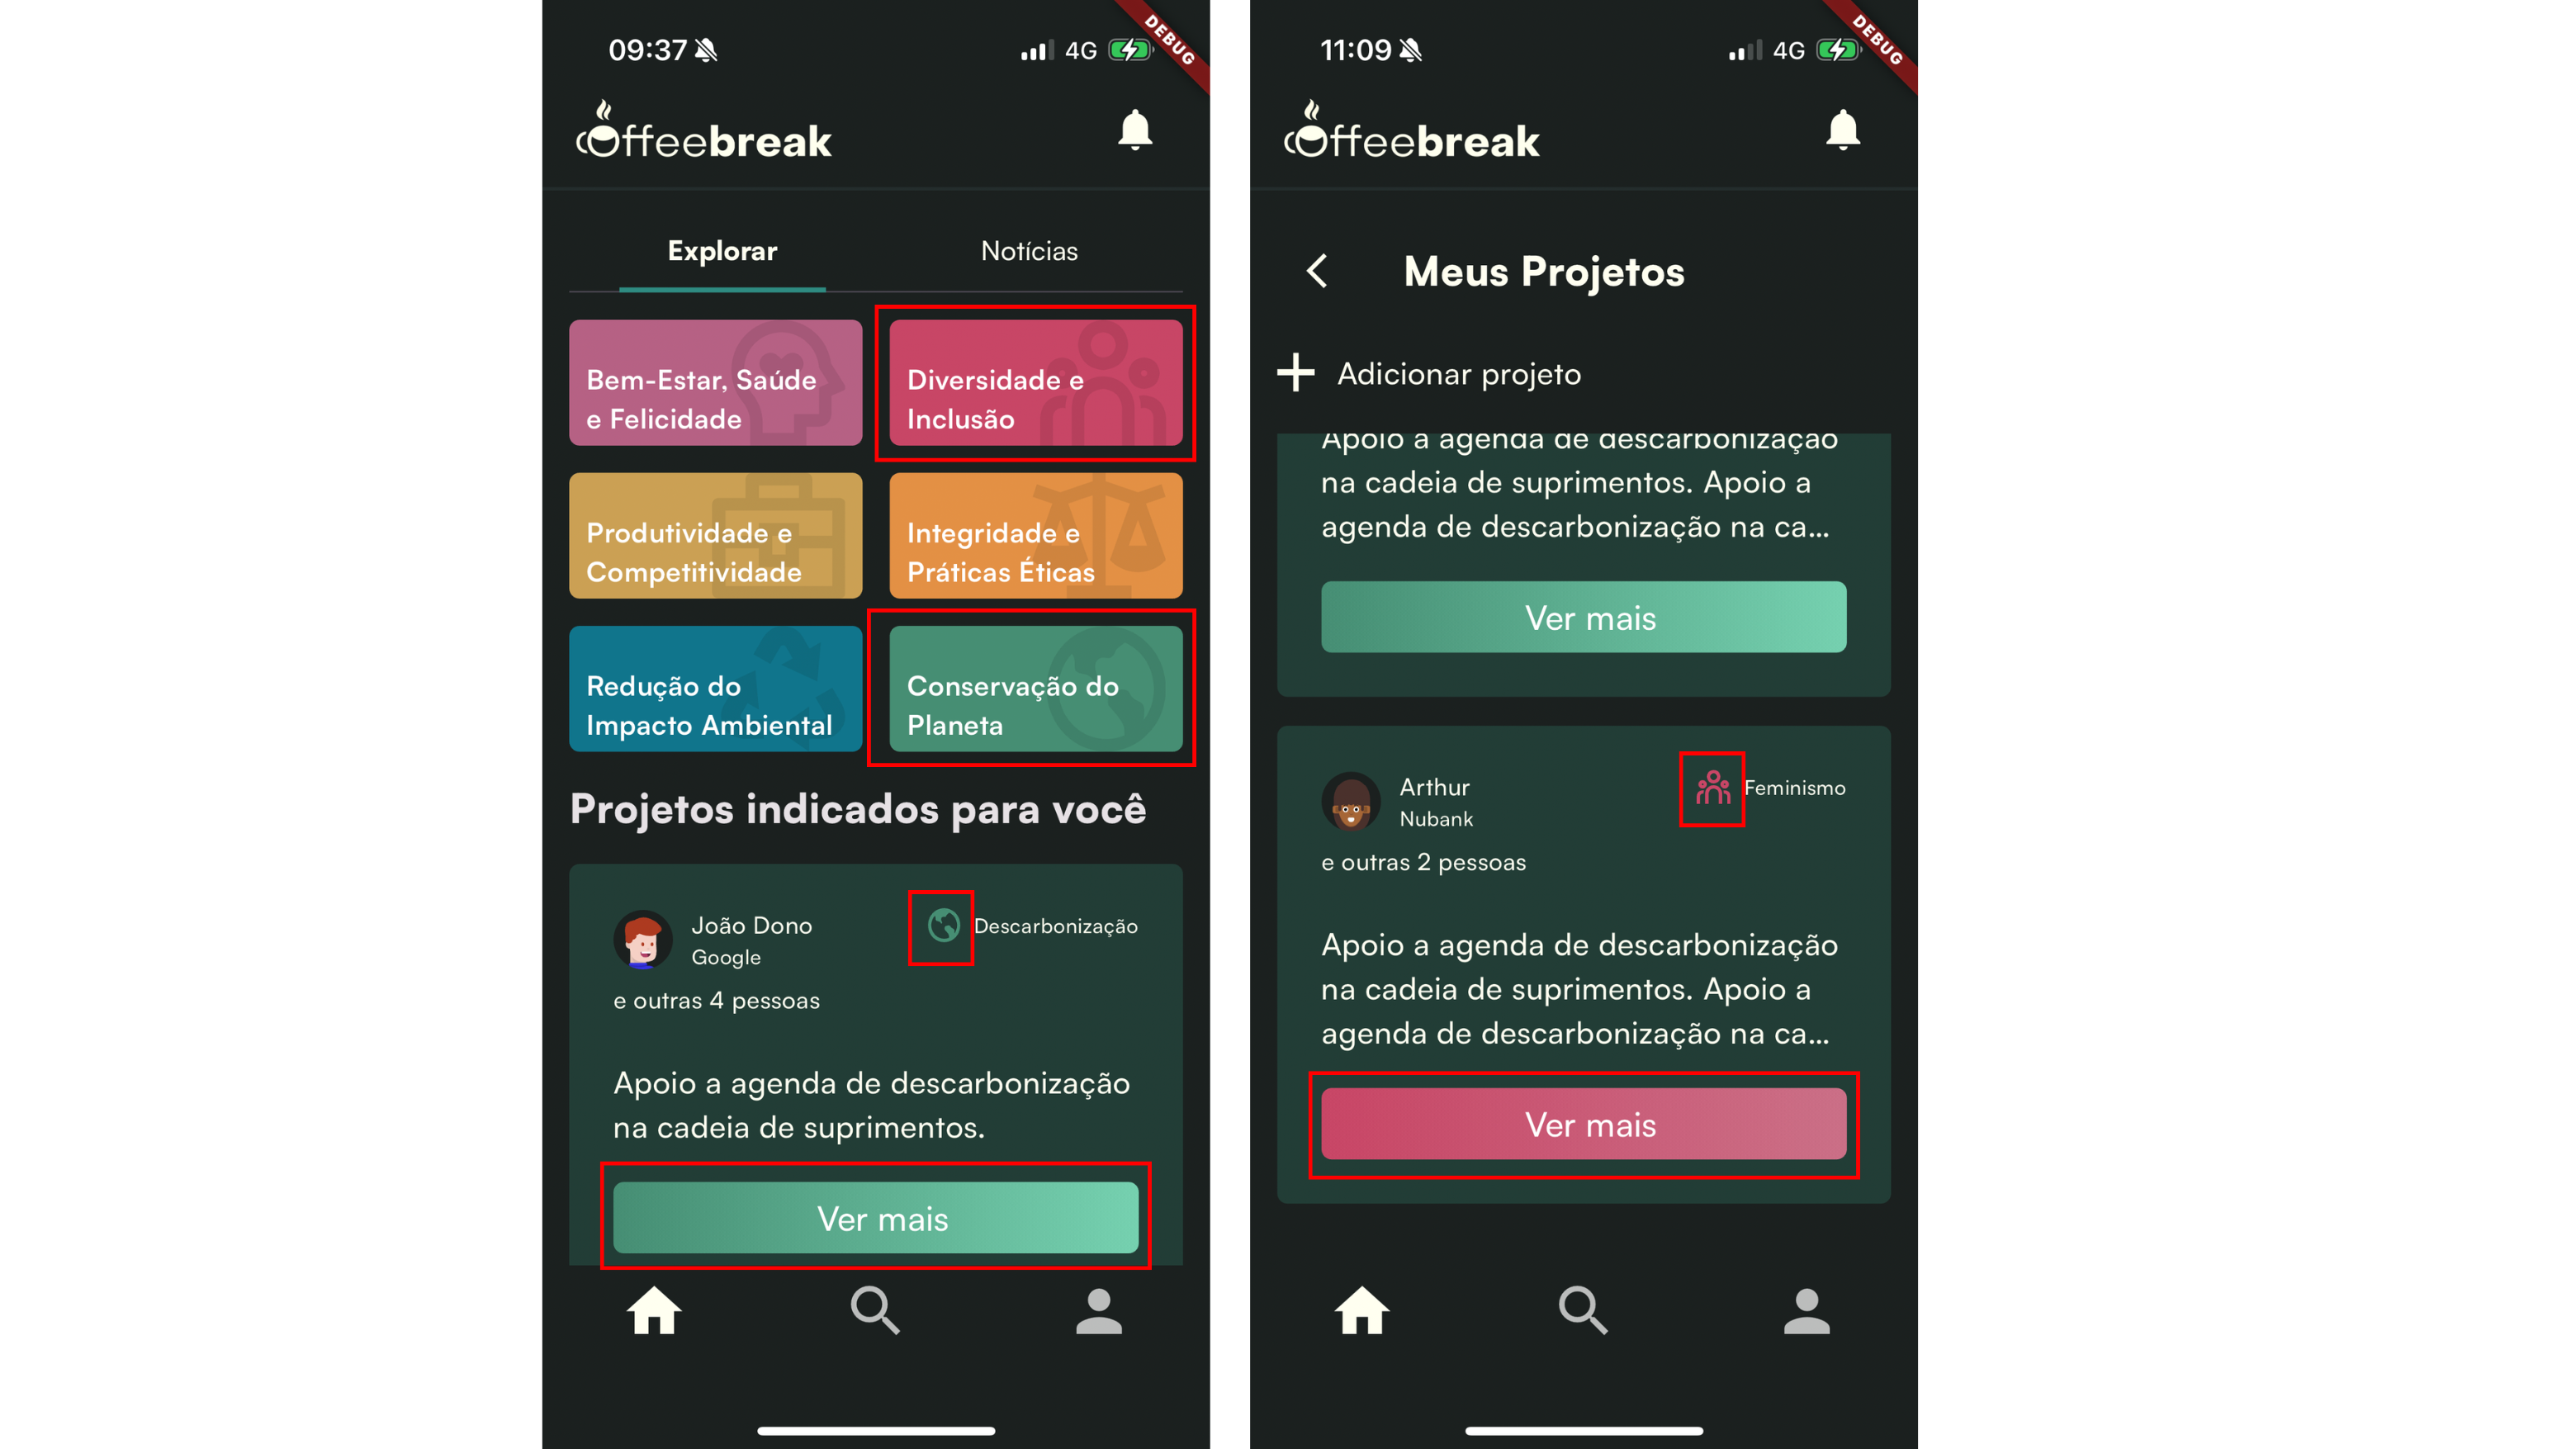 09:37
4G
DEBUG
coffeebreak
Explorar
Notícias
Bem-Estar, Saúde
e Felicidade
Diversidade e
Inclusão
Produtividade e
Competitividade
Integridade e
Práticas Éticas
Redução do
Impacto Ambiental
Conservação do
Planeta
Projetos indicados para você
João Dono
Google
Descarbonização
e outras 4 pessoas
Apoio a agenda de descarbonização
na cadeia de suprimentos.
Ver mais
11:09
4G
DEBUG
coffeebreak
Meus Projetos
Adicionar projeto
Apoio a agenda de descarbonização
na cadeia de suprimentos. Apoio a
agenda de descarbonização na ca...
Ver mais
Arthur
Nubank
Feminismo
e outras 2 pessoas
Apoio a agenda de descarbonização
na cadeia de suprimentos. Apoio a
agenda de descarbonização na ca...
Ver mais